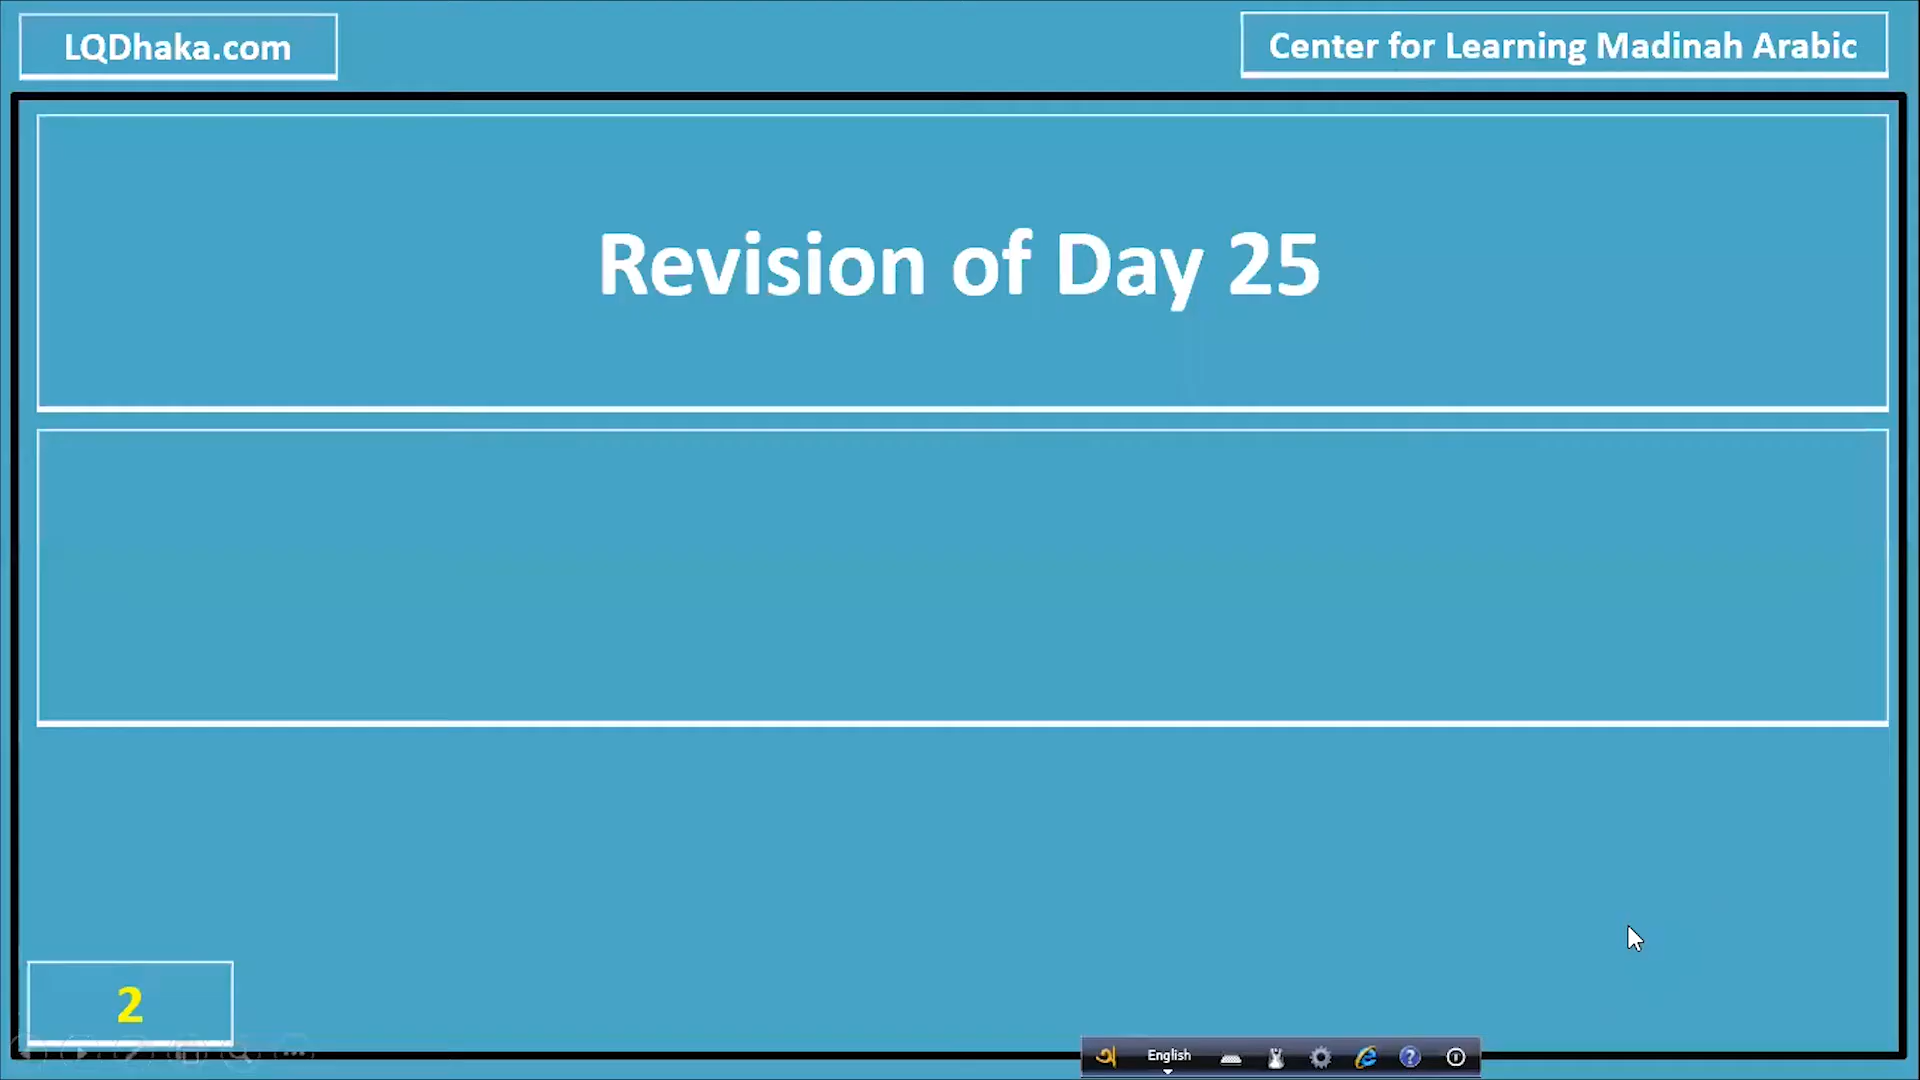 LQDhaka.com
Center for Learning Madinah Arabic
Revision of Day 25
2
অ English